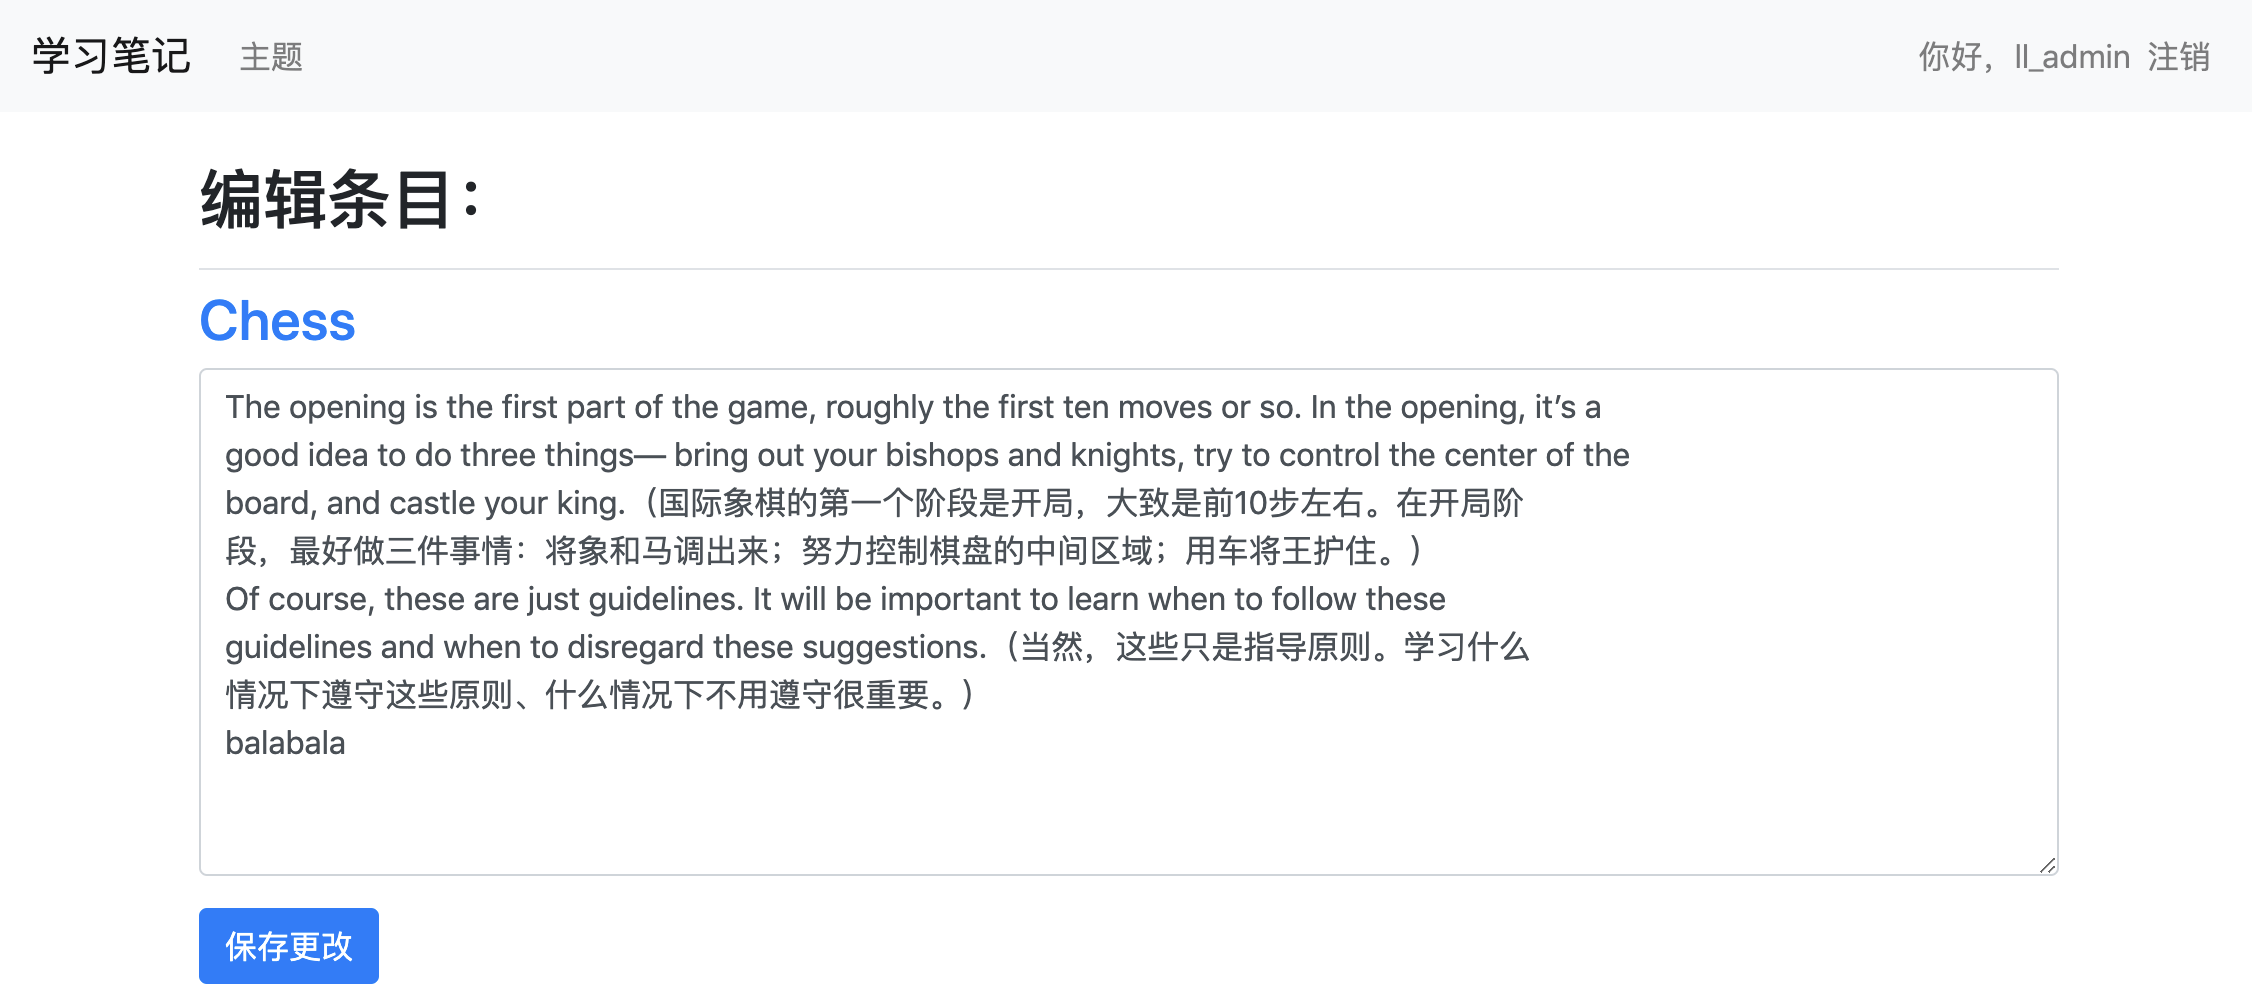 学习笔记 主题 你好，ll_admin 注销
编辑条目：
Chess
The opening is the first part of the game, roughly the first ten moves or so. In the opening, it’s a
good idea to do three things— bring out your bishops and knights, try to control the center of the
board, and castle your king.（国际象棋的第一个阶段是开局，大致是前10步左右。在开局阶
段，最好做三件事情：将象和马调出来；努力控制棋盘的中间区域；用车将王护住。）
Of course, these are just guidelines. It will be important to learn when to follow these
guidelines and when to disregard these suggestions.（当然，这些只是指导原则。学习什么
情况下遵守这些原则、什么情况下不用遵守很重要。）
balabala
保存更改